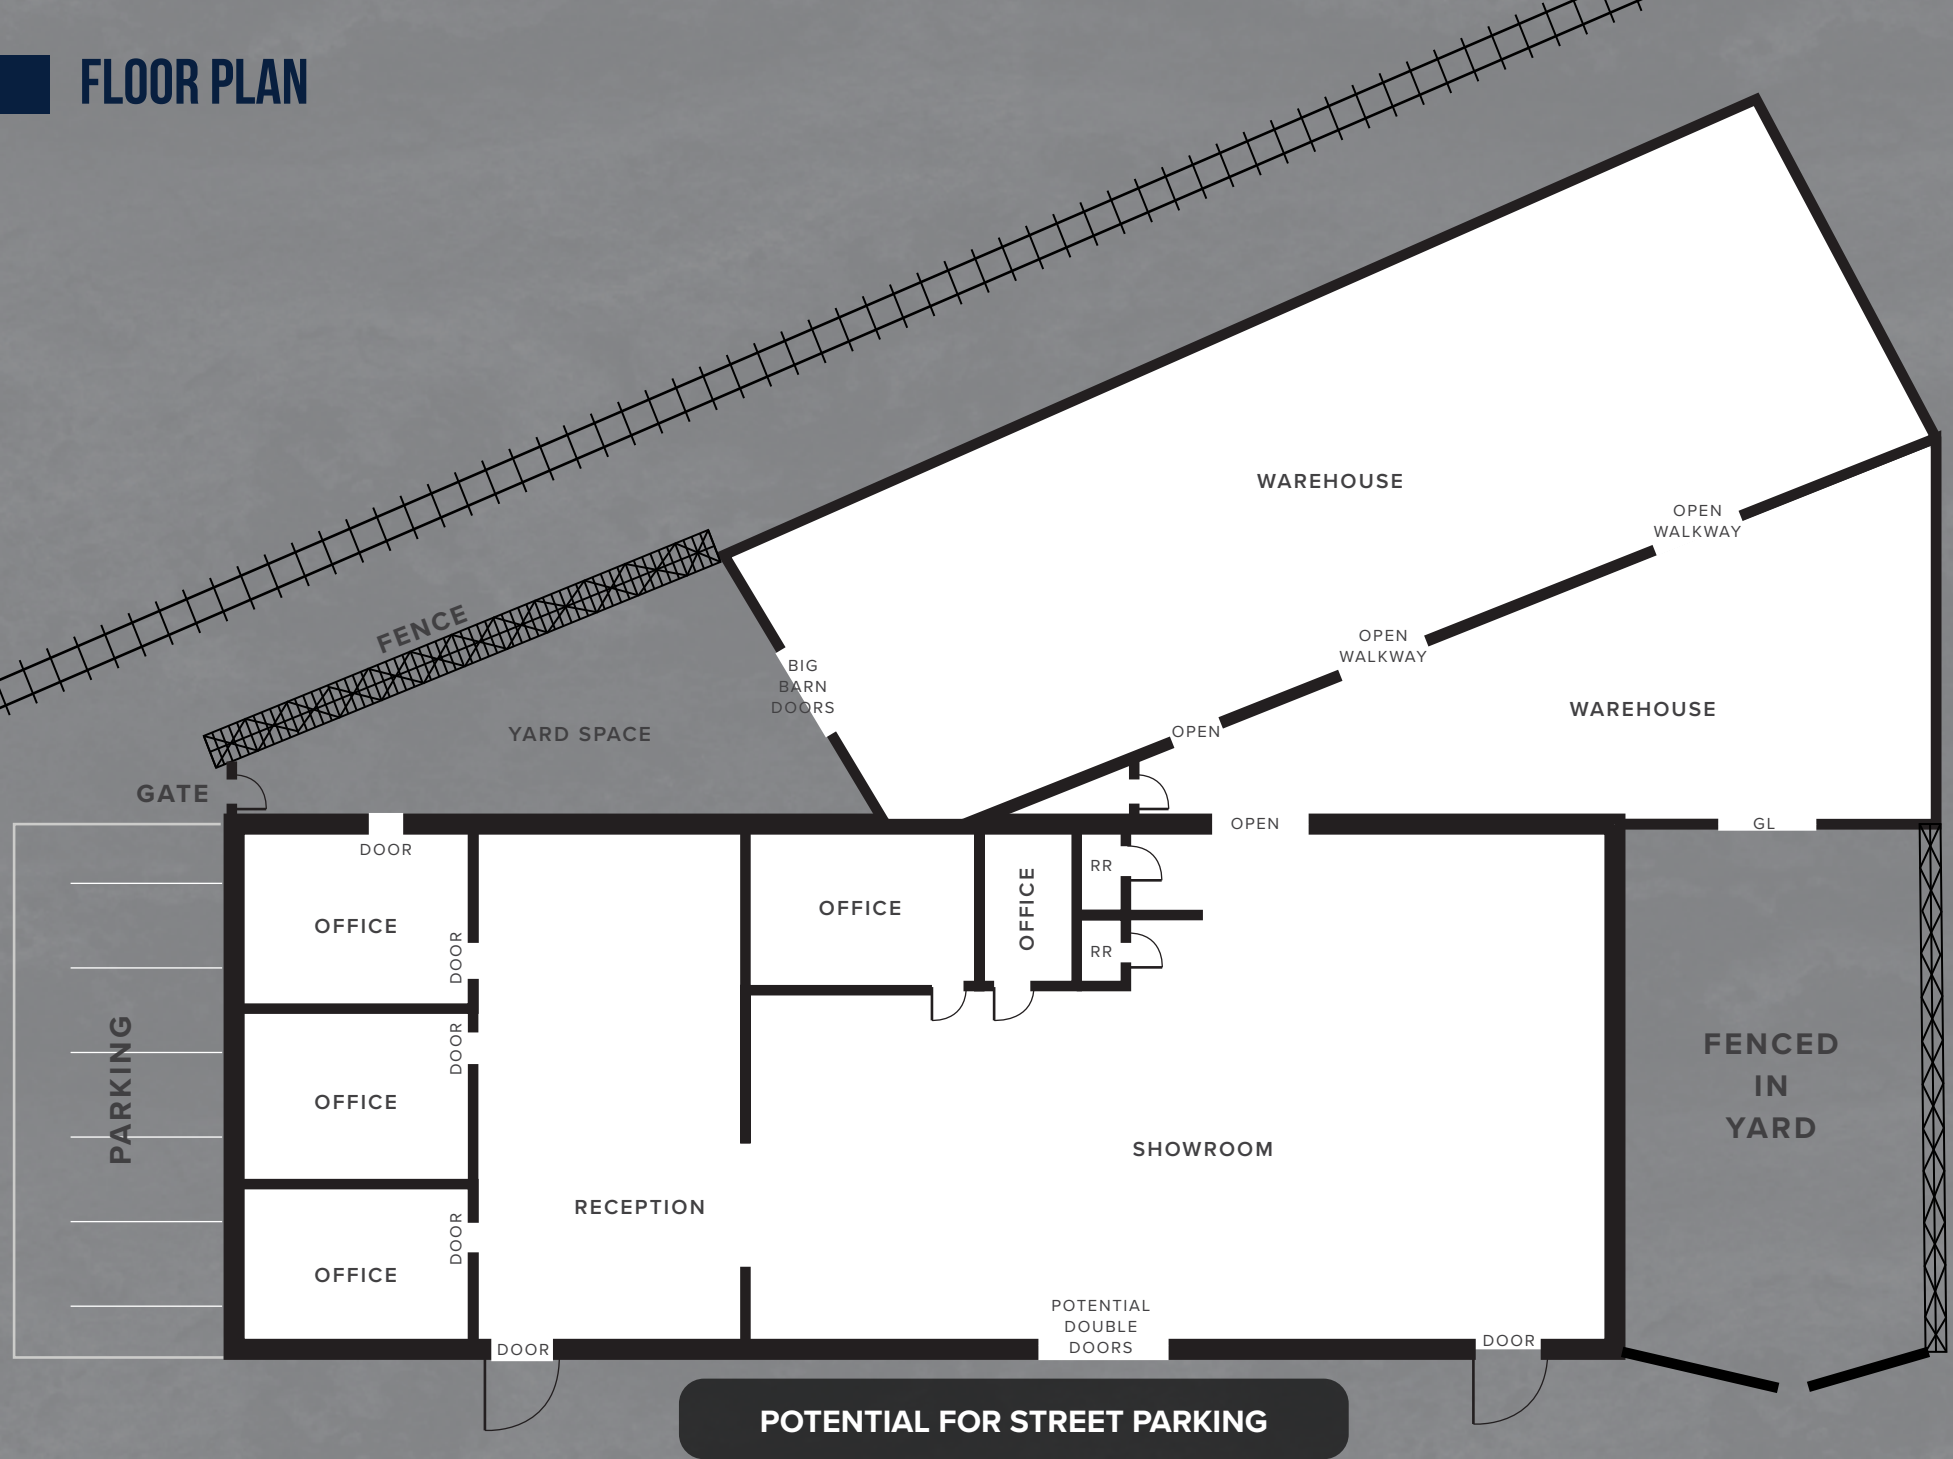 FLOOR PLAN
WAREHOUSE
OPEN
WALKWAY
FENCE
OPEN
WALKWAY
BIG
BARN
DOORS
WAREHOUSE
YARD SPACE
OPEN
GATE
OPEN
GL
DOOR
RR
OFFICE
OFFICE
OFFICE
DOOR
RR
DOOR
FENCED
IN
YARD
PARKING
OFFICE
SHOWROOM
RECEPTION
DOOR
OFFICE
POTENTIAL
DOUBLE
DOORS
DOOR
DOOR
POTENTIAL FOR STREET PARKING